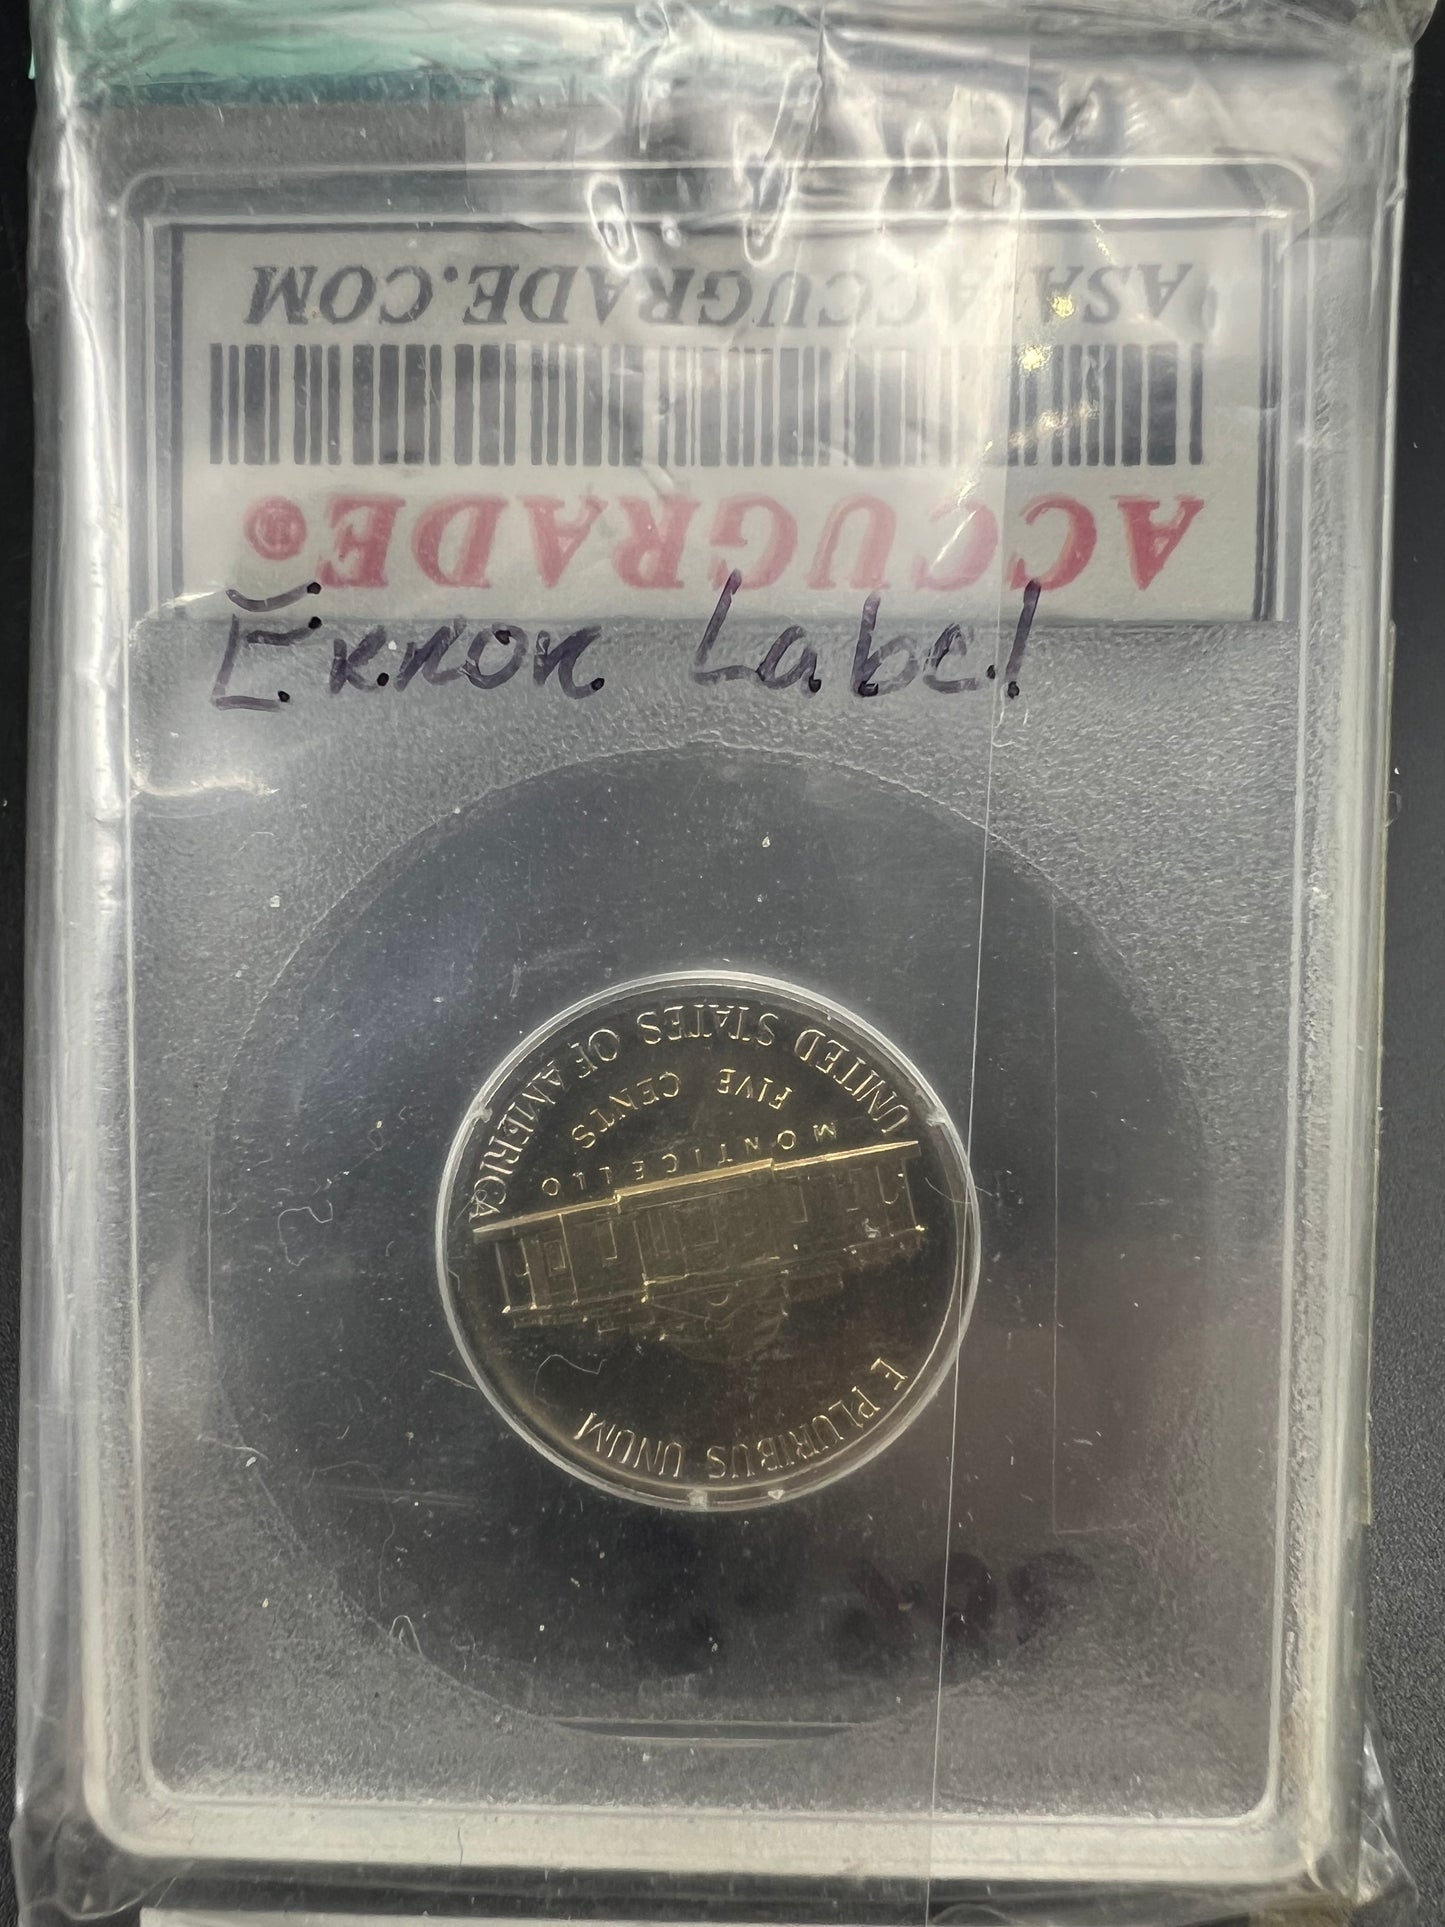 ASA-ACCUGRADE.COM
ACCUGRADE®
Error Label
UNITED STATES OF AMERICA
FIVE CENTS
MONTICELLO
E PLURIBUS UNUM